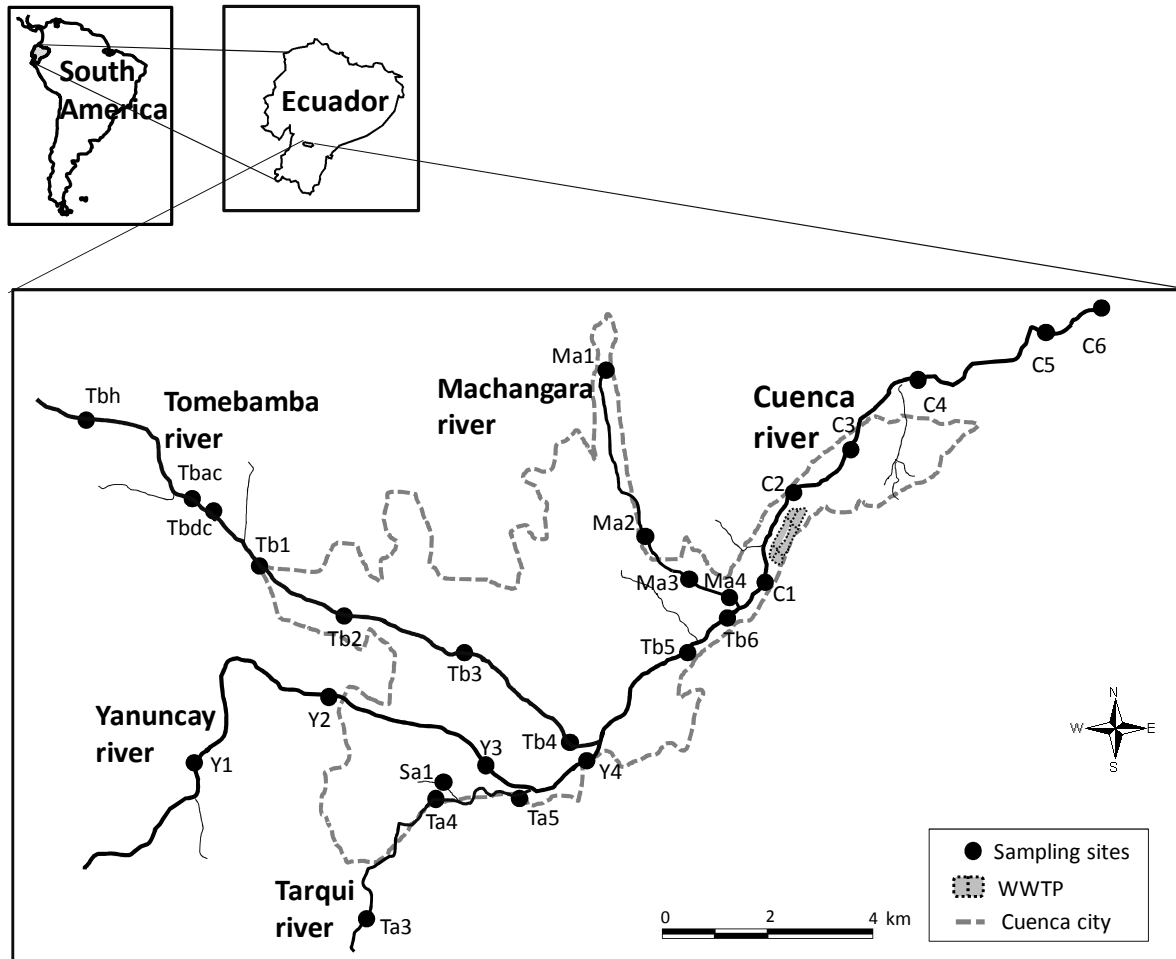 South
America
Ecuador
Ma1
C6
C5
Tbh
Tomebamba
river
Machangara
river
Cuenca
river
C4
C3
Tbac
C2
Tbdc
Ma2
Tb1
Ma3
Ma4
C1
Tb2
Tb6
Tb5
Tb3
Yanuncay
river
Y2
Tb4
Y3
Y4
Y1
Sa1
Ta4
Ta5
Tarqui
river
Ta3
N
W
E
S
Sampling sites
WWTP
Cuenca city
0
2
4 km